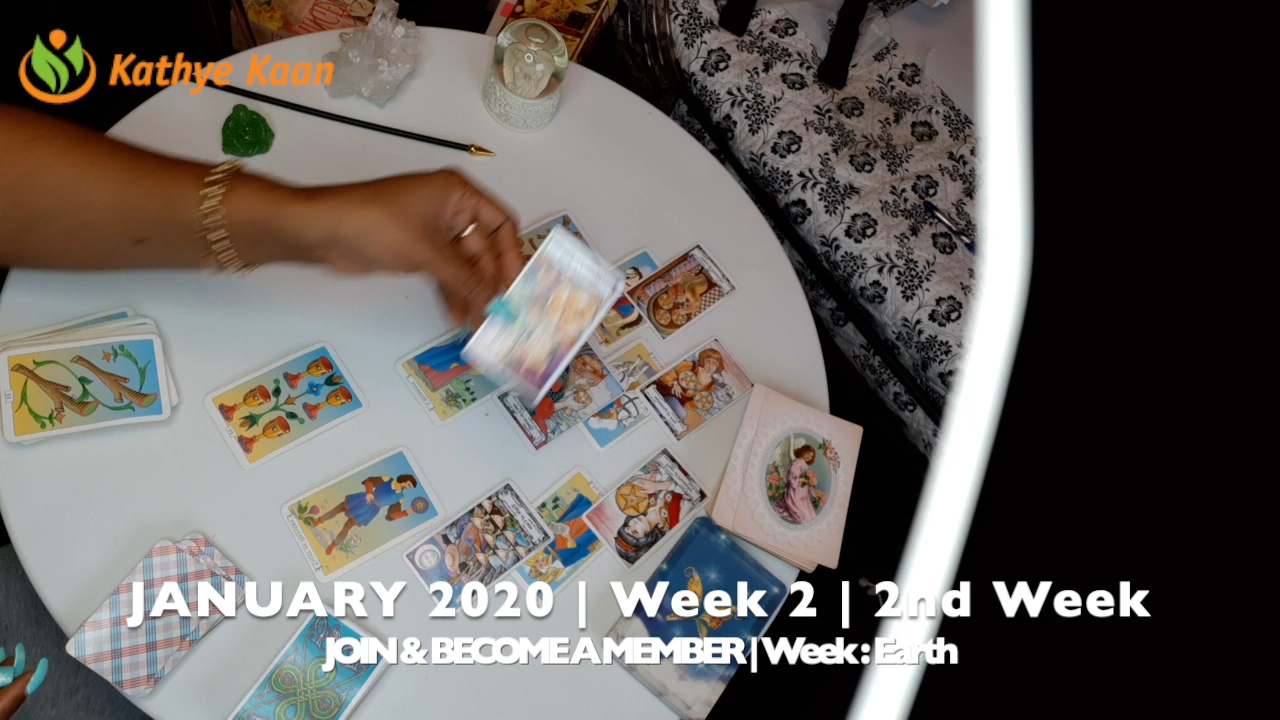 Kathye Kaan
JANUARY 2020 | Week 2 | 2nd Week
JOIN & BECOME A MEMBER | Week : Earth